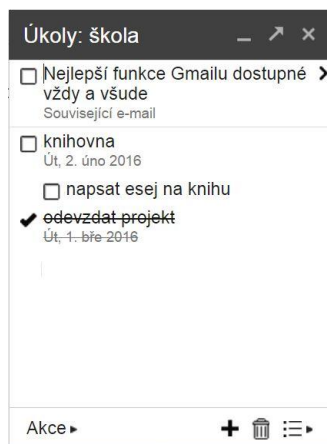 Úkoly: škola
Nejlepší funkce Gmailu dostupné
vždy a všude
Související e-mail
knihovna
Út, 2. úno 2016
napsat esej na knihu
odevzdat projekt
Út, 1. bře 2016
Akce